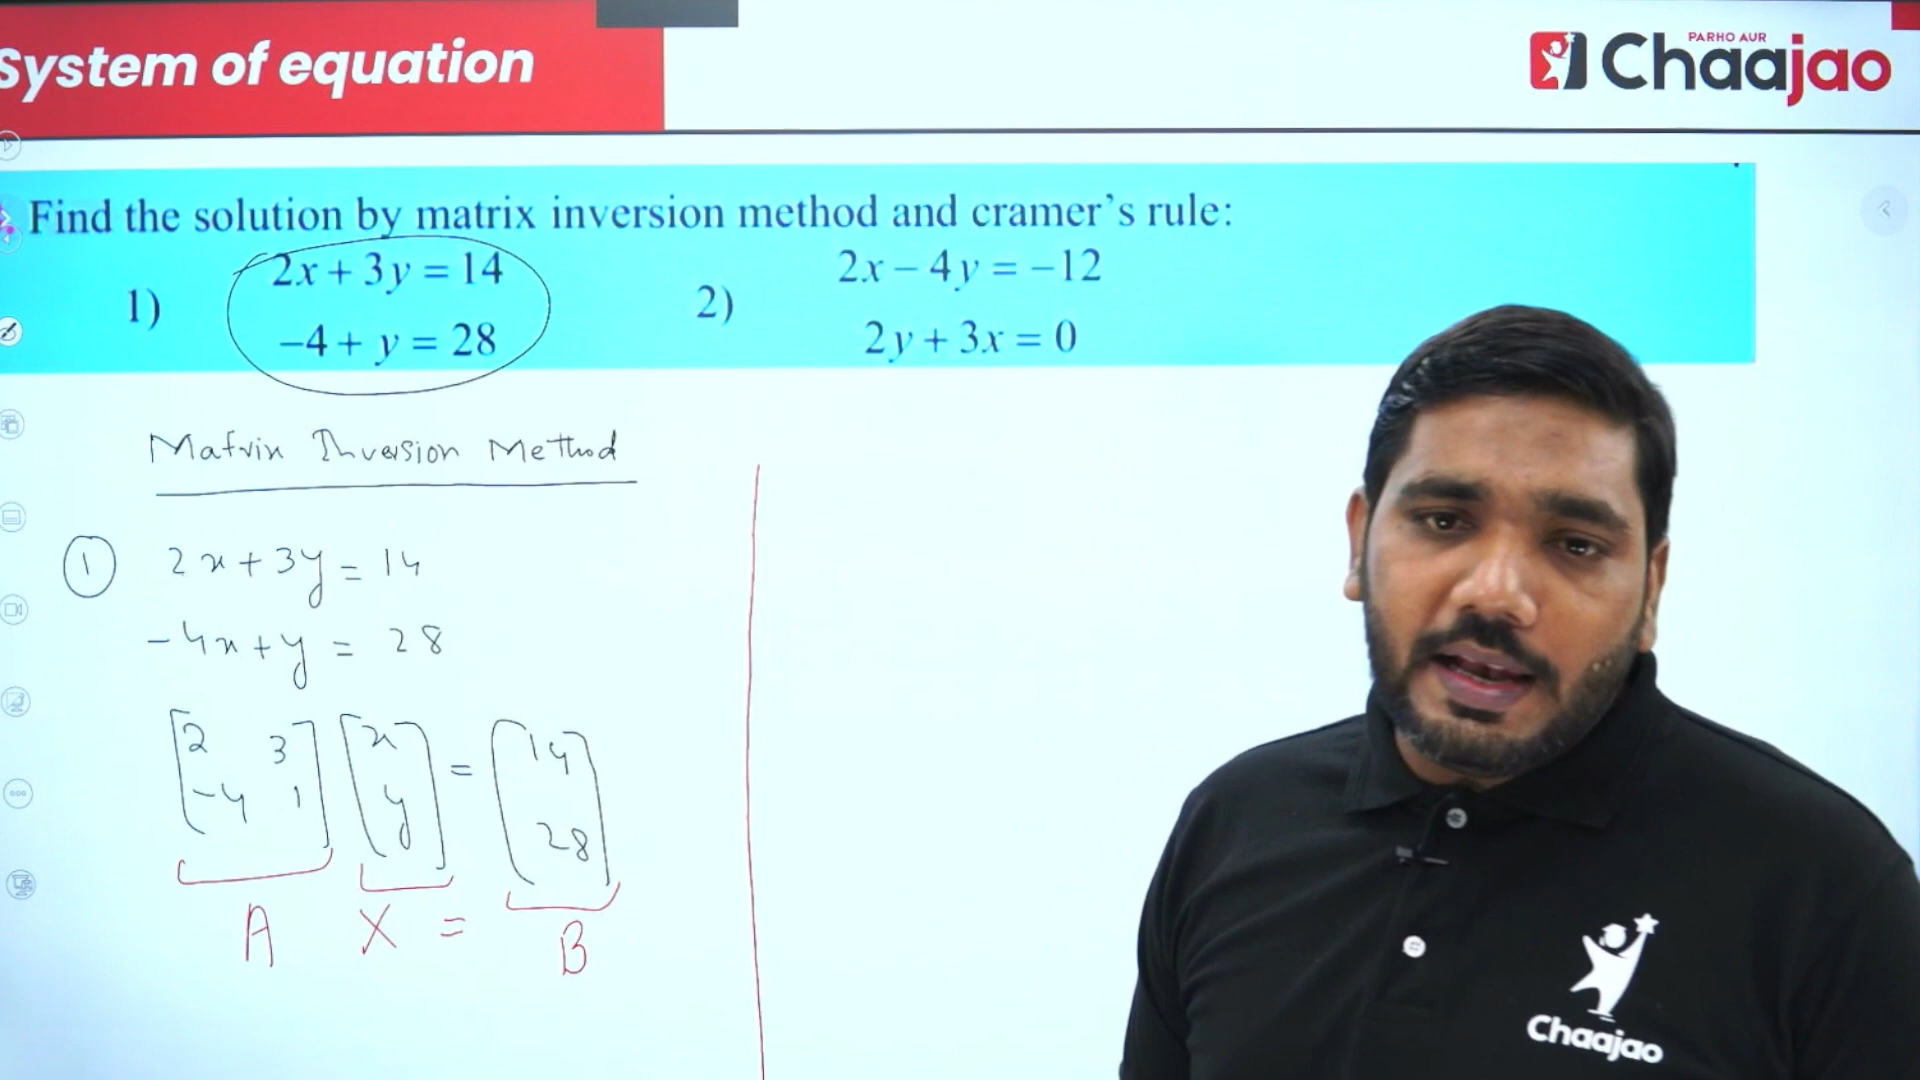 System of equation
PARHO AUR
Chaajao
Find the solution by matrix inversion method and cramer's rule:
1) 2x + 3y = 14
−4 + y = 28
2) 2x − 4y = −12
2y + 3x = 0
Matrix Inversion Method
① 2x + 3y = 14
−4x + y = 28
[2 3] [x] = [14]
[−4 1] [y] [28]
A X = B
Chaajao